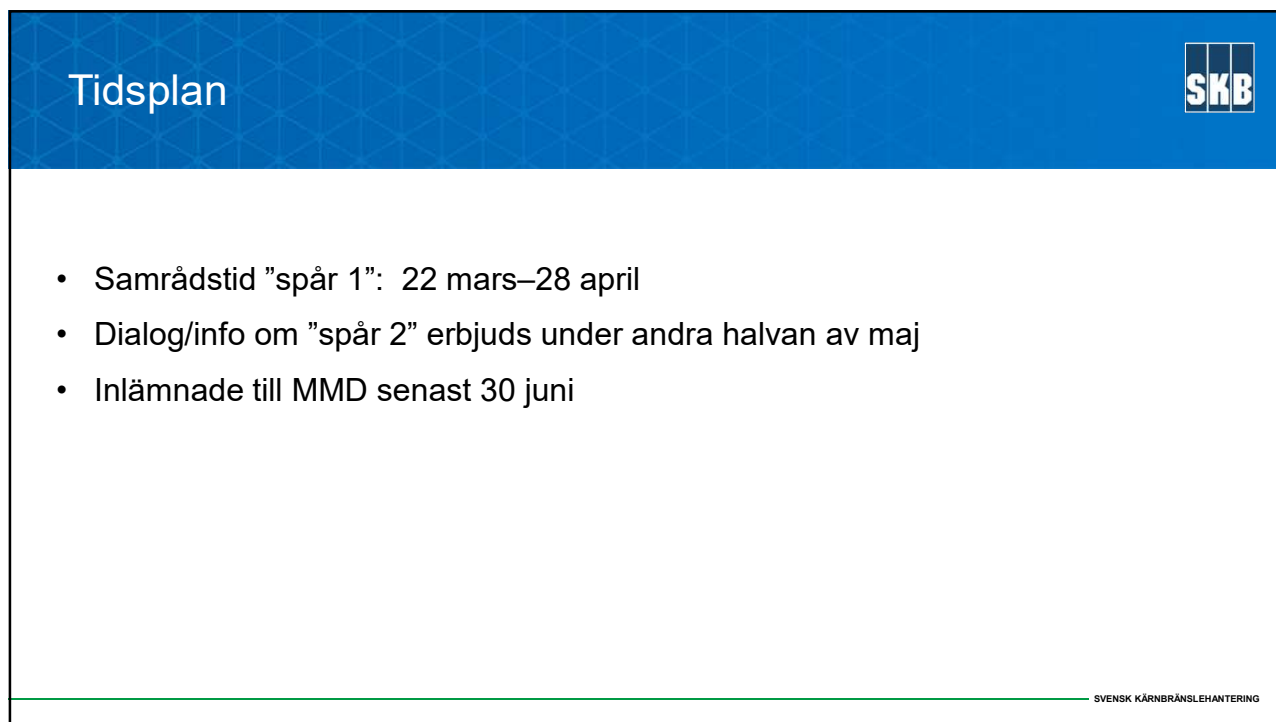 Tidsplan
SKB
• Samrådstid ”spår 1”:  22 mars–28 april
• Dialog/info om ”spår 2” erbjuds under andra halvan av maj
• Inlämnade till MMD senast 30 juni
SVENSK KÄRNBRÄNSLEHANTERING